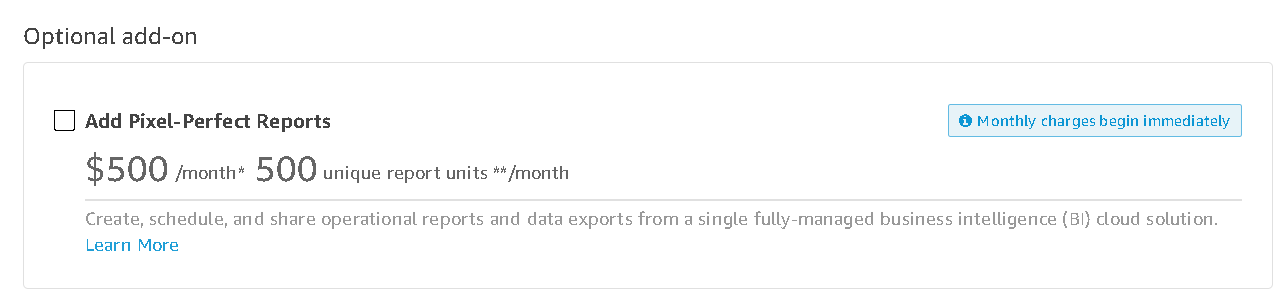 Optional add-on
Add Pixel-Perfect Reports
Monthly charges begin immediately
$500 /month* 500 unique report units **/month
Create, schedule, and share operational reports and data exports from a single fully-managed business intelligence (BI) cloud solution.
Learn More